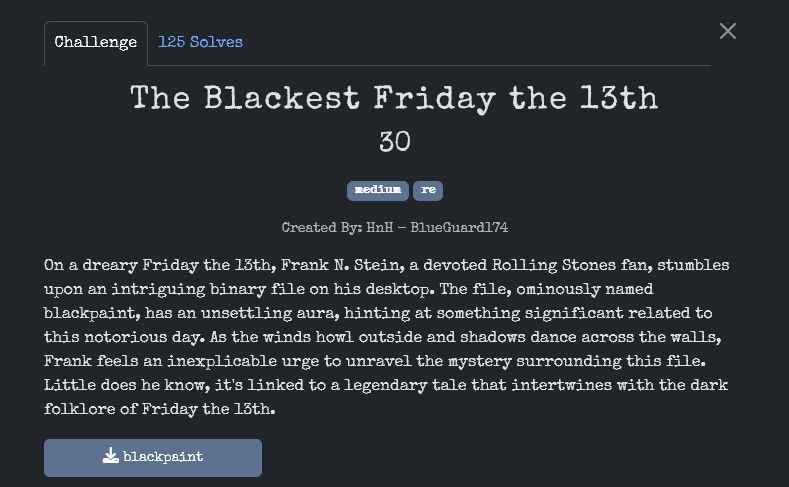 Challenge
125 Solves
The Blackest Friday the 13th
30
medium re
Created By: HnH - BlueGuard174
On a dreary Friday the 13th, Frank N. Stein, a devoted Rolling Stones fan, stumbles
upon an intriguing binary file on his desktop. The file, ominously named
blackpaint, has an unsettling aura, hinting at something significant related to
this notorious day. As the winds howl outside and shadows dance across the walls,
Frank feels an inexplicable urge to unravel the mystery surrounding this file.
Little does he know, it's linked to a legendary tale that intertwines with the dark
folklore of Friday the 13th.
blackpaint